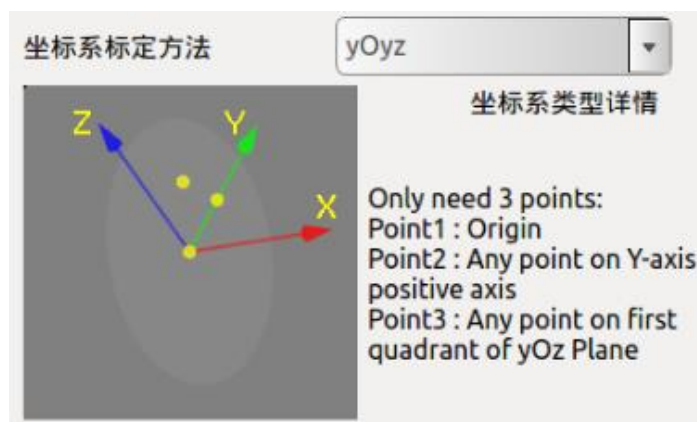 坐标系标定方法
yOyz
坐标系类型详情
Z
Y
X
Only need 3 points:
Point1 : Origin
Point2 : Any point on Y-axis
positive axis
Point3 : Any point on first
quadrant of yOz Plane